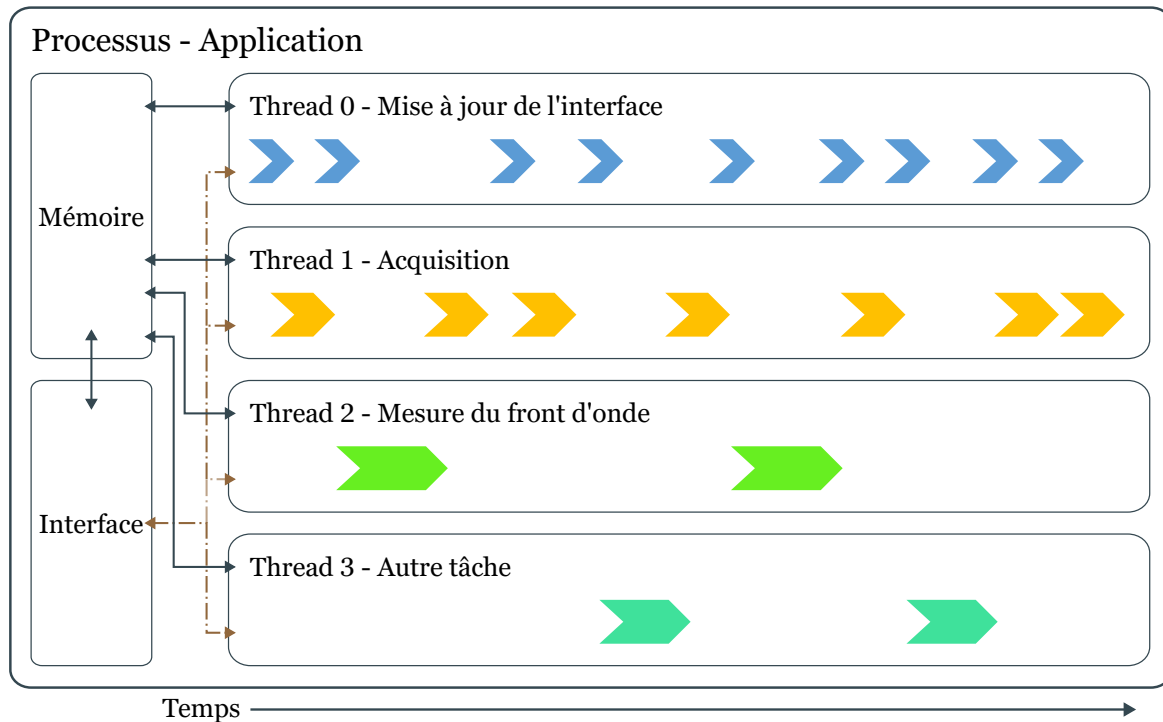 Processus - Application
Mémoire
Interface
Thread 0 - Mise à jour de l'interface
Thread 1 - Acquisition
Thread 2 - Mesure du front d'onde
Thread 3 - Autre tâche
Temps